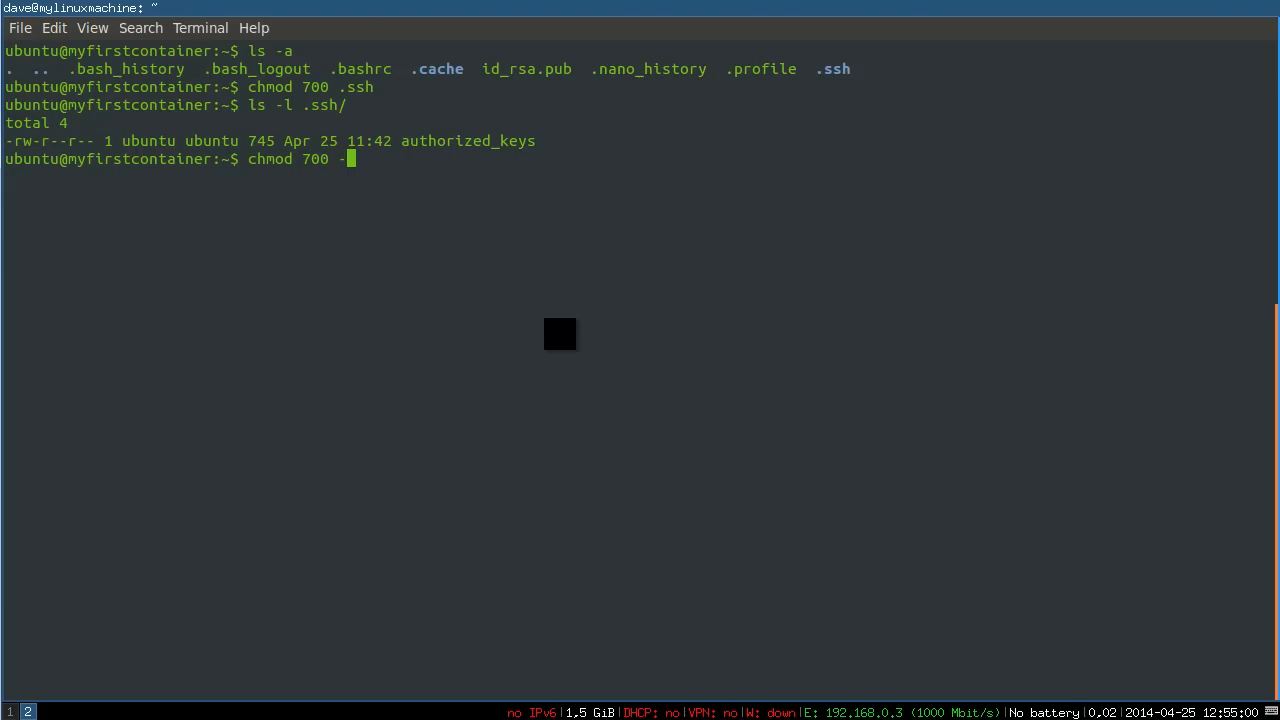 dave@mylinuxmachine: ~
File Edit View Search Terminal Help
ubuntu@myfirstcontainer:~$ ls -a
. .. .bash_history .bash_logout .bashrc .cache id_rsa.pub .nano_history .profile .ssh
ubuntu@myfirstcontainer:~$ chmod 700 .ssh
ubuntu@myfirstcontainer:~$ ls -l .ssh/
total 4
-rw-r--r-- 1 ubuntu ubuntu 745 Apr 25 11:42 authorized_keys
ubuntu@myfirstcontainer:~$ chmod 700 -
1 2 no IPv6|1,5 GiB|DHCP: no|VPN: no|W: down|E: 192.168.0.3 (1000 Mbit/s)|No battery|0.02|2014-04-25 12:55:00